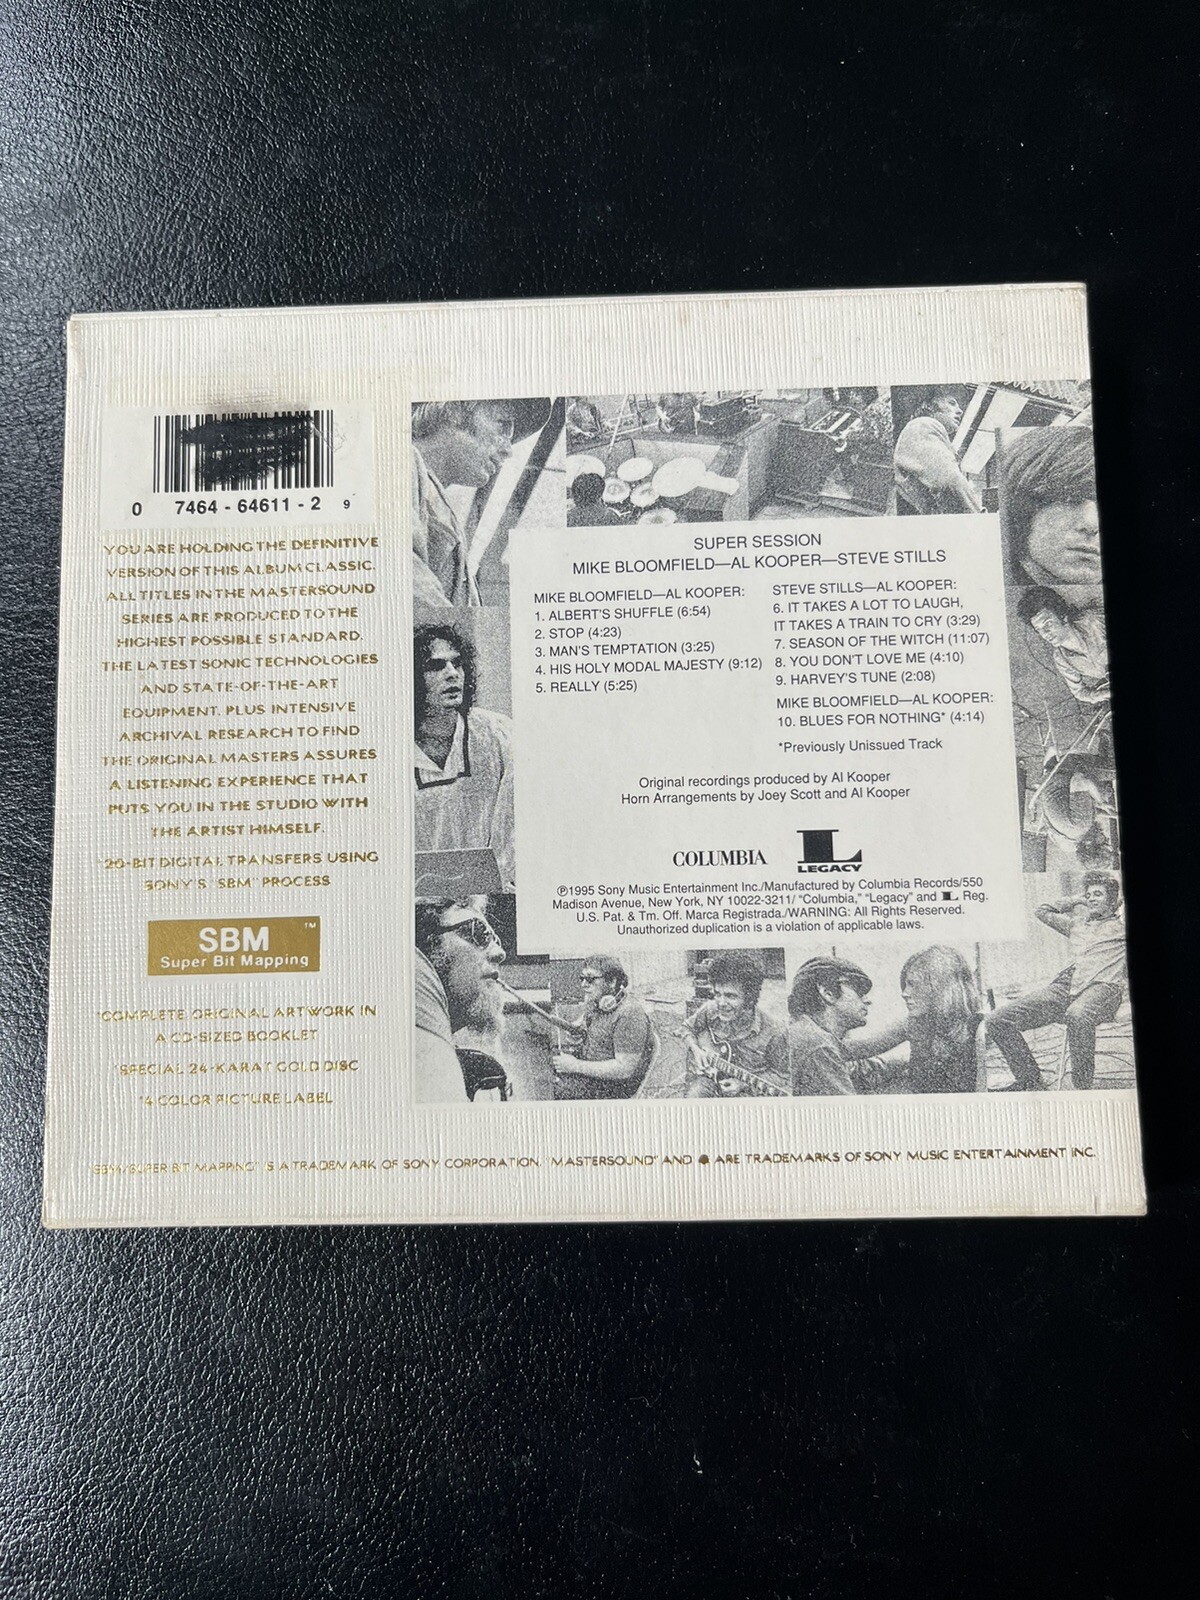 0 7464 - 64611 - 2 9
YOU ARE HOLDING THE DEFINITIVE
VERSION OF THIS ALBUM CLASSIC.
ALL TITLES IN THE MASTERSOUND
SERIES ARE PRODUCED TO THE
HIGHEST POSSIBLE STANDARD.
THE LATEST SONIC TECHNOLOGIES
AND STATE-OF-THE-ART
EQUIPMENT, PLUS INTENSIVE
ARCHIVAL RESEARCH TO FIND
THE ORIGINAL MASTERS ASSURES
A LISTENING EXPERIENCE THAT
PUTS YOU IN THE STUDIO WITH
THE ARTIST HIMSELF.
*20-BIT DIGITAL TRANSFERS USING
SONY'S "SBM" PROCESS
SBM ™
Super Bit Mapping
*COMPLETE ORIGINAL ARTWORK IN
A CD-SIZED BOOKLET
*SPECIAL 24-KARAT GOLD DISC
*4 COLOR PICTURE LABEL
SUPER SESSION
MIKE BLOOMFIELD—AL KOOPER—STEVE STILLS
MIKE BLOOMFIELD—AL KOOPER:
1. ALBERT'S SHUFFLE (6:54)
2. STOP (4:23)
3. MAN'S TEMPTATION (3:25)
4. HIS HOLY MODAL MAJESTY (9:12)
5. REALLY (5:25)
STEVE STILLS—AL KOOPER:
6. IT TAKES A LOT TO LAUGH,
IT TAKES A TRAIN TO CRY (3:29)
7. SEASON OF THE WITCH (11:07)
8. YOU DON'T LOVE ME (4:10)
9. HARVEY'S TUNE (2:08)
MIKE BLOOMFIELD—AL KOOPER:
10. BLUES FOR NOTHING* (4:14)
*Previously Unissued Track
Original recordings produced by Al Kooper
Horn Arrangements by Joey Scott and Al Kooper
COLUMBIA
L LEGACY
℗1995 Sony Music Entertainment Inc./Manufactured by Columbia Records/550
Madison Avenue, New York, NY 10022-3211/ "Columbia," "Legacy" and L Reg.
U.S. Pat. & Tm. Off. Marca Registrada./WARNING: All Rights Reserved.
Unauthorized duplication is a violation of applicable laws.
SBM/"SUPER BIT MAPPING" IS A TRADEMARK OF SONY CORPORATION. "MASTERSOUND" AND ARE TRADEMARKS OF SONY MUSIC ENTERTAINMENT INC.